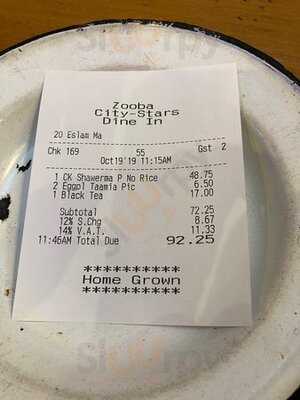 Zooba
City-Stars
Dine In
20 Eslam Ma
Chk 169 55 Gst 2
Oct19'19 11:15AM
1 CK Shawerma P No Rice 48.75
2 Eggpl Taamia Pic 6.50
1 Black Tea 17.00
Subtotal 72.25
12% S.Chg 8.67
14% V.A.T. 11.33
11:46AM Total Due 92.25
**********
Home Grown
**********